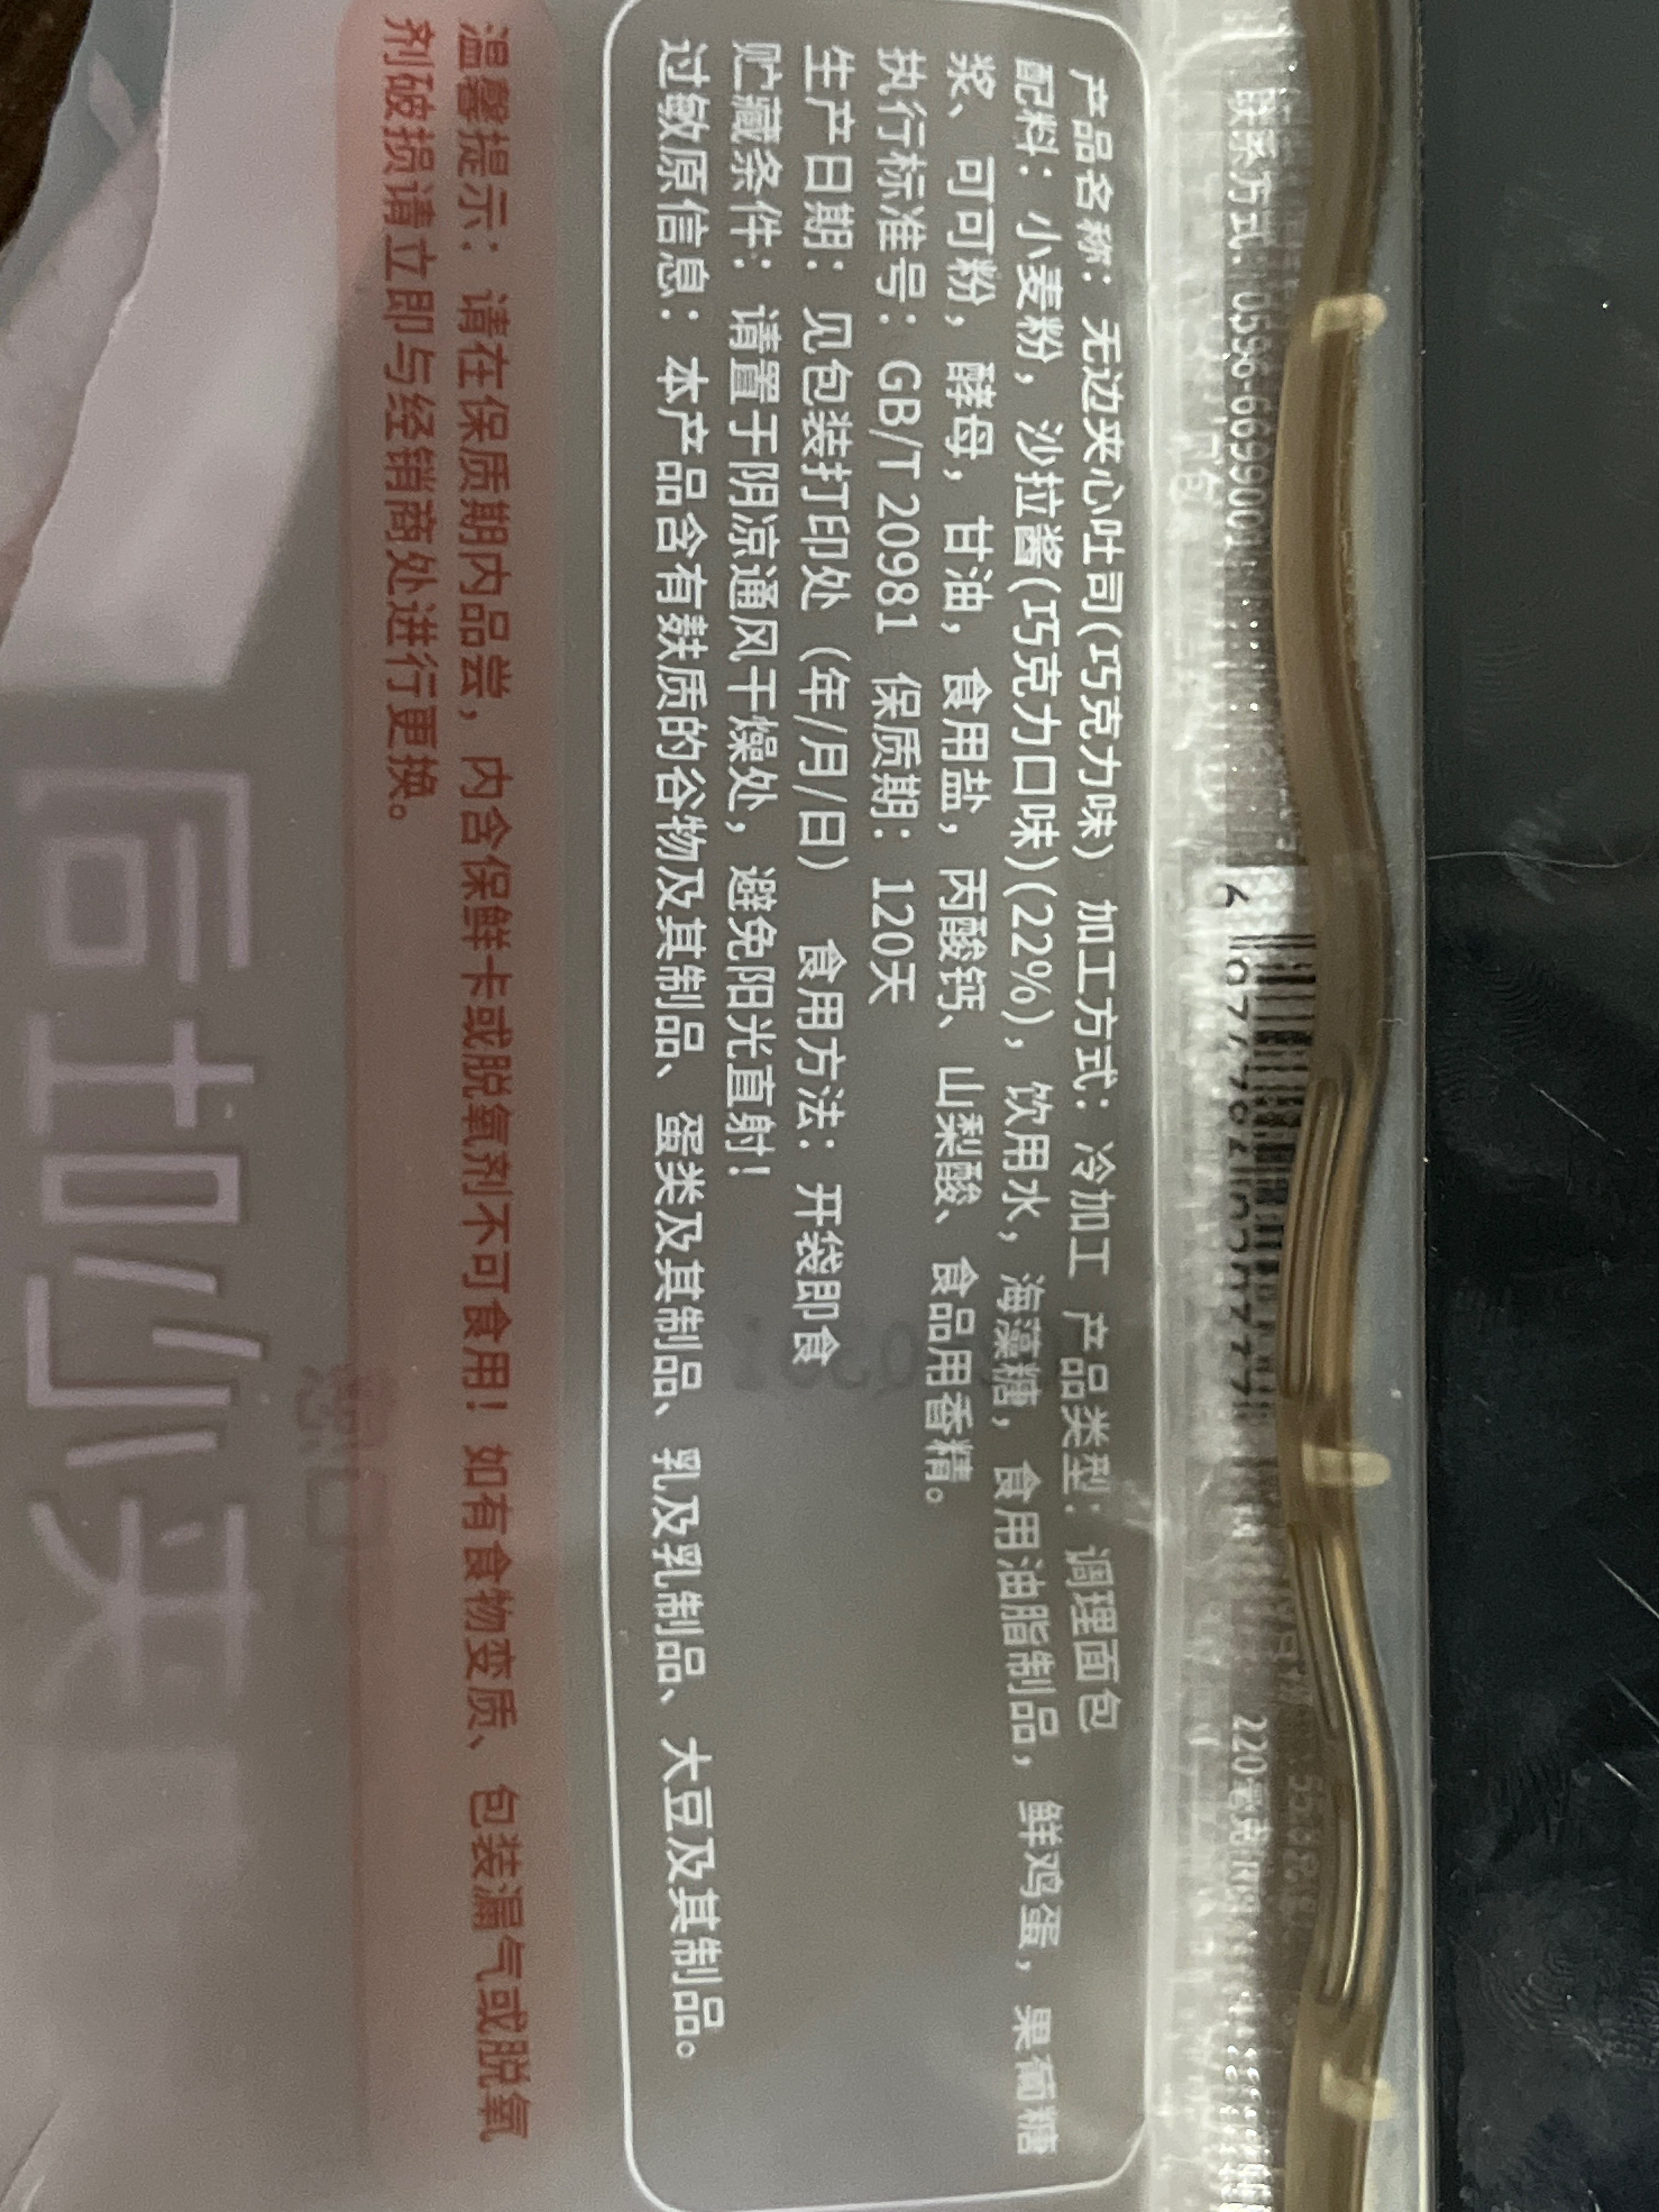 联系方式: 0596-6699001
产品名称：无边夹心吐司(巧克力味) 加工方式：冷加工 产品类型：调理面包
配料：小麦粉，沙拉酱(巧克力口味)(22%)，饮用水，海藻糖，食用油脂制品，鲜鸡蛋，果葡糖
浆、可可粉，酵母，甘油，食用盐，丙酸钙、山梨酸、食品用香精。
执行标准号：GB/T 20981 保质期：120天
生产日期：见包装打印处（年/月/日） 食用方法：开袋即食
贮藏条件：请置于阴凉通风干燥处，避免阳光直射！
过敏原信息：本产品含有麸质的谷物及其制品、蛋类及其制品、乳及乳制品、大豆及其制品。
温馨提示：请在保质期内品尝，内含保鲜卡或脱氧剂不可食用！如有食物变质、包装漏气或脱氧
剂破损请立即与经销商处进行更换。